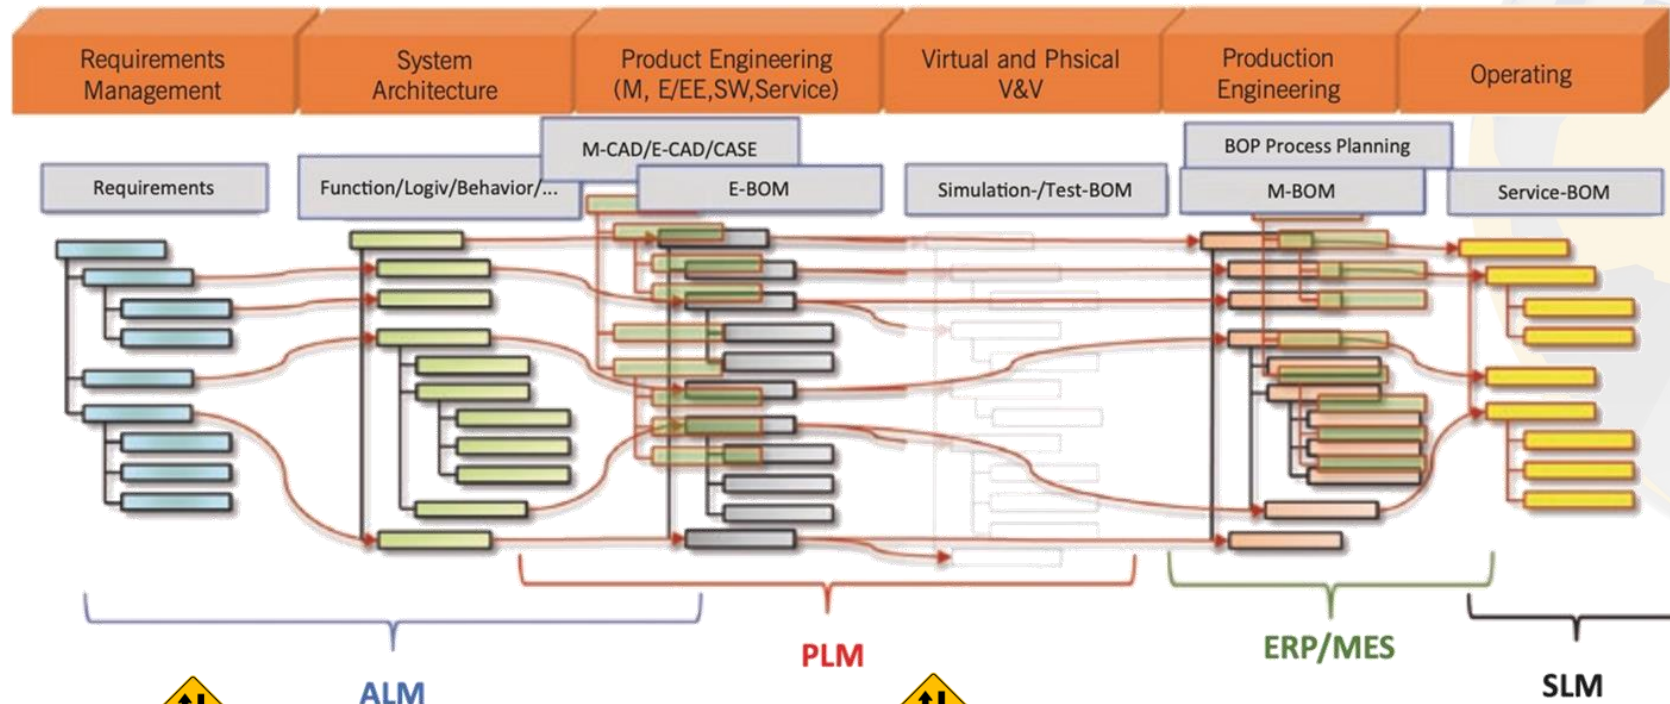 Requirements
Management
System
Architecture
Product Engineering
(M, E/EE,SW,Service)
Virtual and Phsical
V&V
Production
Engineering
Operating
M-CAD/E-CAD/CASE
BOP Process Planning
Requirements
Function/Logiv/Behavior/...
E-BOM
Simulation-/Test-BOM
M-BOM
Service-BOM
PLM
ERP/MES
ALM
SLM